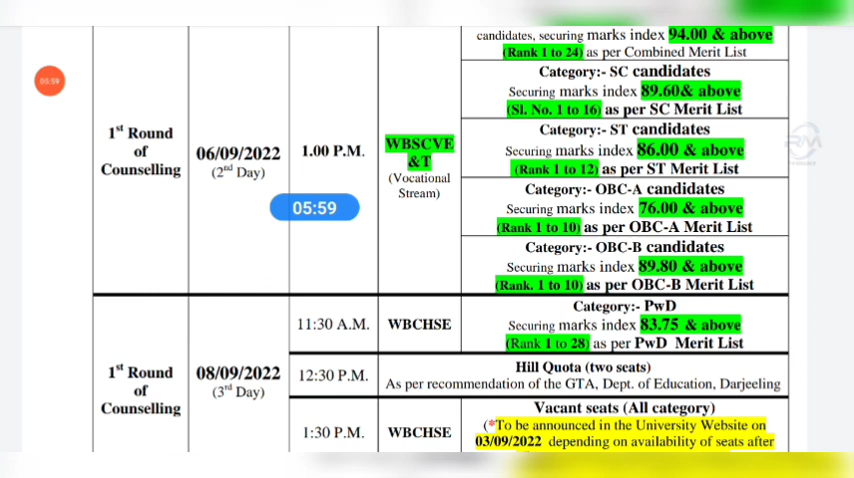 candidates, securing marks index 94.00 & above
(Rank 1 to 24) as per Combined Merit List
05:59
1st Round
of
Counselling
06/09/2022
(2nd Day)
1.00 P.M.
WBSCVE
&T
(Vocational
Stream)
Category:- SC candidates
Securing marks index 89.60& above
(Sl. No. 1 to 16) as per SC Merit List
Category:- ST candidates
Securing marks index 86.00 & above
(Rank 1 to 12) as per ST Merit List
Category:- OBC-A candidates
Securing marks index 76.00 & above
(Rank 1 to 10) as per OBC-A Merit List
Category:- OBC-B candidates
Securing marks index 89.80 & above
(Rank. 1 to 10) as per OBC-B Merit List
05:59
1st Round
of
Counselling
08/09/2022
(3rd Day)
11:30 A.M.
WBCHSE
Category:- PwD
Securing marks index 83.75 & above
(Rank 1 to 28) as per PwD Merit List
12:30 P.M.
Hill Quota (two seats)
As per recommendation of the GTA, Dept. of Education, Darjeeling
1:30 P.M.
WBCHSE
Vacant seats (All category)
(*To be announced in the University Website on
03/09/2022 depending on availability of seats after
RM